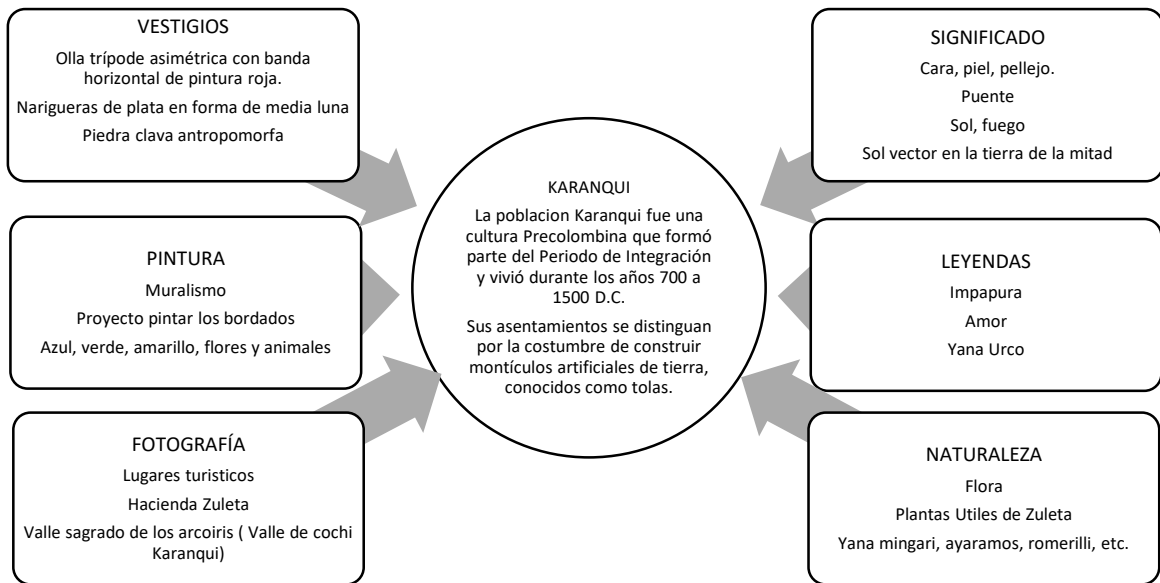 VESTIGIOS
Olla trípode asimétrica con banda
horizontal de pintura roja.
Narigueras de plata en forma de media luna
Piedra clava antropomorfa
PINTURA
Muralismo
Proyecto pintar los bordados
Azul, verde, amarillo, flores y animales
FOTOGRAFÍA
Lugares turisticos
Hacienda Zuleta
Valle sagrado de los arcoiris ( Valle de cochi
Karanqui)
KARANQUI
La poblacion Karanqui fue una
cultura Precolombina que formó
parte del Periodo de Integración
y vivió durante los años 700 a
1500 D.C.
Sus asentamientos se distinguan
por la costumbre de construir
montículos artificiales de tierra,
conocidos como tolas.
SIGNIFICADO
Cara, piel, pellejo.
Puente
Sol, fuego
Sol vector en la tierra de la mitad
LEYENDAS
Impapura
Amor
Yana Urco
NATURALEZA
Flora
Plantas Utiles de Zuleta
Yana mingari, ayaramos, romerilli, etc.